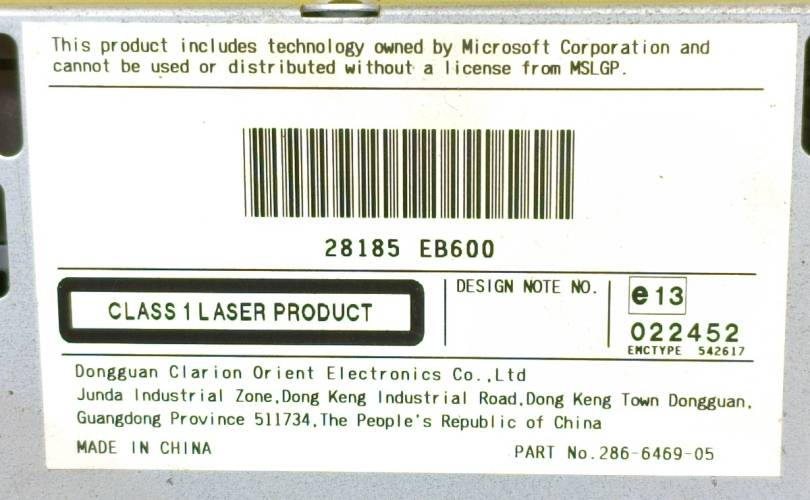 This product includes technology owned by Microsoft Corporation and
cannot be used or distributed without a license from MSLGP.
28185 EB600
CLASS 1 LASER PRODUCT
DESIGN NOTE NO.
e 13
022452
EMCTYPE 542617
Dongguan Clarion Orient Electronics Co.,Ltd
Junda Industrial Zone,Dong Keng Industrial Road,Dong Keng Town Dongguan,
Guangdong Province 511734,The People's Republic of China
MADE IN CHINA
PART No.286-6469-05